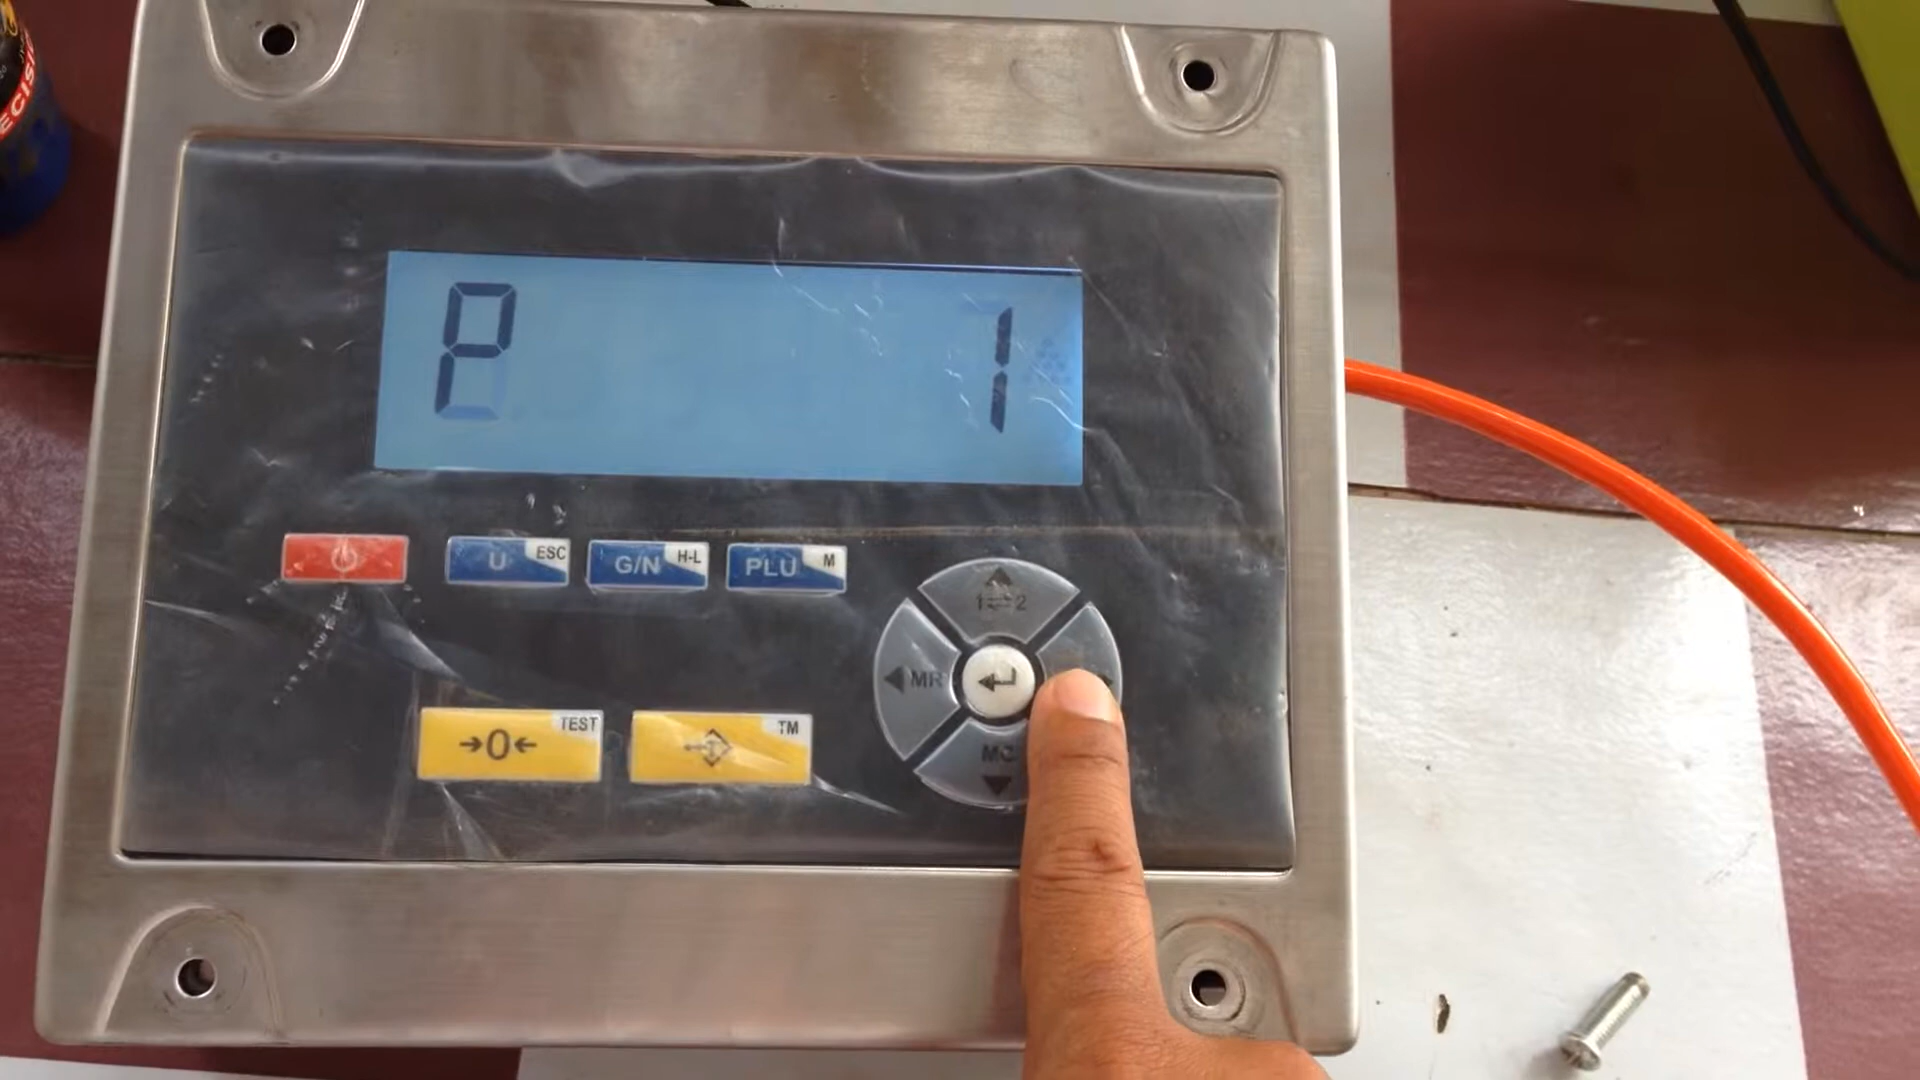 P 1
U ESC
G/N H-L
PLU M
1⇄2
MR
MC
→0← TEST
TM